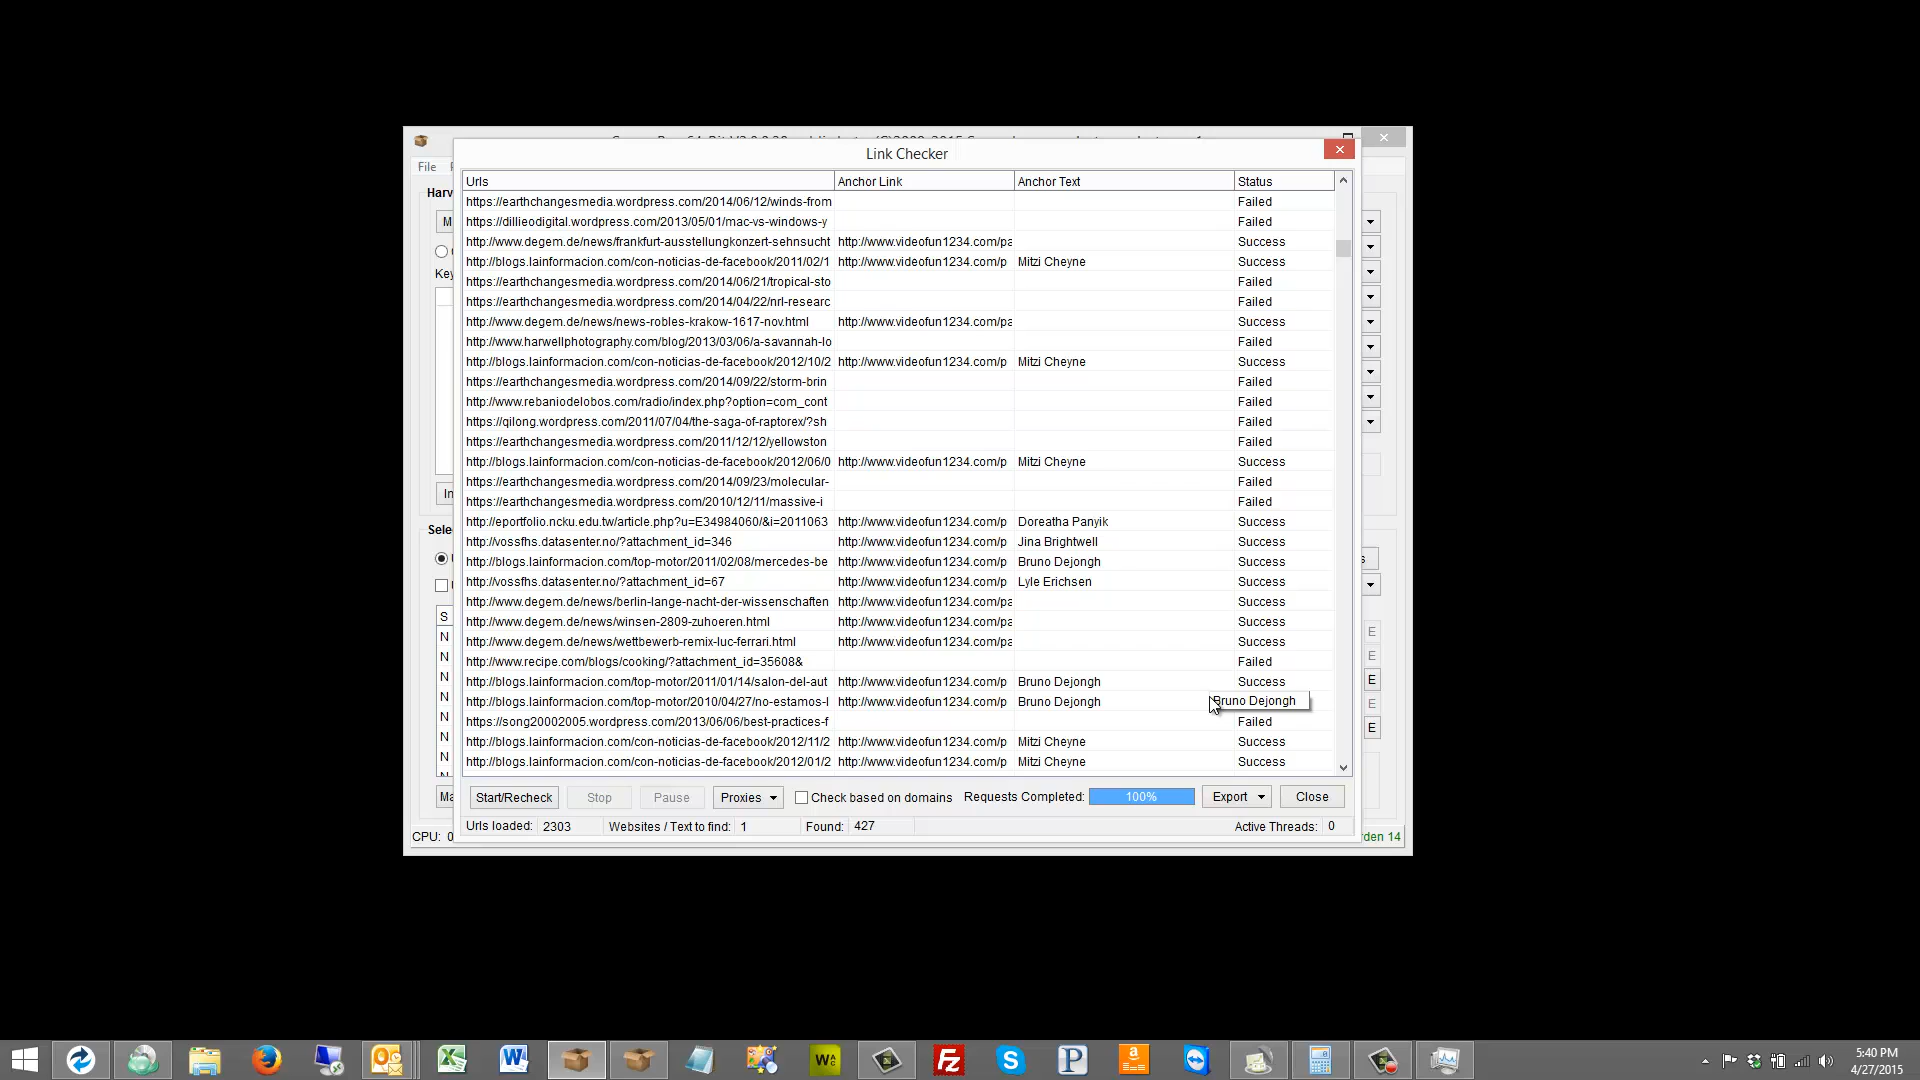 Link Checker
File
Harv
Key
Sele
S
N
N
N
N
N
N
N
CPU: 0
rden 14
E
E
E
E
E
Urls Anchor Link Anchor Text Status
https://earthchangesmedia.wordpress.com/2014/06/12/winds-from Failed
https://dillieodigital.wordpress.com/2013/05/01/mac-vs-windows-y Failed
http://www.degem.de/news/frankfurt-ausstellungkonzert-sehnsucht http://www.videofun1234.com/pa Success
http://blogs.lainformacion.com/con-noticias-de-facebook/2011/02/1 http://www.videofun1234.com/p Mitzi Cheyne Success
https://earthchangesmedia.wordpress.com/2014/06/21/tropical-sto Failed
https://earthchangesmedia.wordpress.com/2014/04/22/nrl-researc Failed
http://www.degem.de/news/news-robles-krakow-1617-nov.html http://www.videofun1234.com/pa Success
http://www.harwellphotography.com/blog/2013/03/06/a-savannah-lo Failed
http://blogs.lainformacion.com/con-noticias-de-facebook/2012/10/2 http://www.videofun1234.com/p Mitzi Cheyne Success
https://earthchangesmedia.wordpress.com/2014/09/22/storm-brin Failed
http://www.rebaniodelobos.com/radio/index.php?option=com_cont Failed
https://qilong.wordpress.com/2011/07/04/the-saga-of-raptorex/?sh Failed
https://earthchangesmedia.wordpress.com/2011/12/12/yellowston Failed
http://blogs.lainformacion.com/con-noticias-de-facebook/2012/06/0 http://www.videofun1234.com/p Mitzi Cheyne Success
https://earthchangesmedia.wordpress.com/2014/09/23/molecular- Failed
https://earthchangesmedia.wordpress.com/2010/12/11/massive-i Failed
http://eportfolio.ncku.edu.tw/article.php?u=E34984060/&i=2011063 http://www.videofun1234.com/p Doreatha Panyik Success
http://vossfhs.datasenter.no/?attachment_id=346 http://www.videofun1234.com/p Jina Brightwell Success
http://blogs.lainformacion.com/top-motor/2011/02/08/mercedes-be http://www.videofun1234.com/p Bruno Dejongh Success
http://vossfhs.datasenter.no/?attachment_id=67 http://www.videofun1234.com/p Lyle Erichsen Success
http://www.degem.de/news/berlin-lange-nacht-der-wissenschaften http://www.videofun1234.com/pa Success
http://www.degem.de/news/winsen-2809-zuhoeren.html http://www.videofun1234.com/pa Success
http://www.degem.de/news/wettbewerb-remix-luc-ferrari.html http://www.videofun1234.com/pa Success
http://www.recipe.com/blogs/cooking/?attachment_id=35608& Failed
http://blogs.lainformacion.com/top-motor/2011/01/14/salon-del-aut http://www.videofun1234.com/p Bruno Dejongh Success
http://blogs.lainformacion.com/top-motor/2010/04/27/no-estamos-l http://www.videofun1234.com/p Bruno Dejongh Bruno Dejongh
https://song20002005.wordpress.com/2013/06/06/best-practices-f Failed
http://blogs.lainformacion.com/con-noticias-de-facebook/2012/11/2 http://www.videofun1234.com/p Mitzi Cheyne Success
http://blogs.lainformacion.com/con-noticias-de-facebook/2012/01/2 http://www.videofun1234.com/p Mitzi Cheyne Success
Start/Recheck Stop Pause Proxies Check based on domains Requests Completed: 100% Export Close
Urls loaded: 2303 Websites / Text to find: 1 Found: 427 Active Threads: 0
5:40 PM
4/27/2015